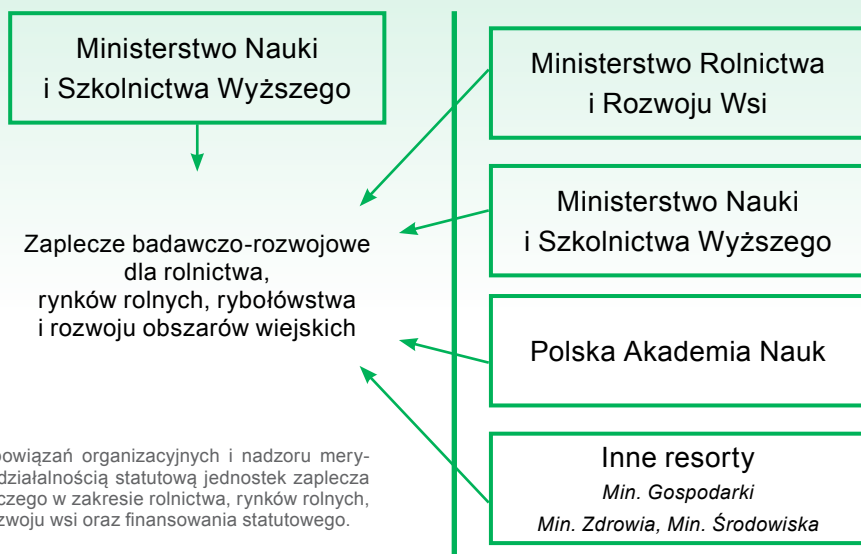 Ministerstwo Nauki
i Szkolnictwa Wyższego
Zaplecze badawczo-rozwojowe
dla rolnictwa,
rynków rolnych, rybołówstwa
i rozwoju obszarów wiejskich
Ministerstwo Rolnictwa
i Rozwoju Wsi
Ministerstwo Nauki
i Szkolnictwa Wyższego
Polska Akademia Nauk
Inne resorty
Min. Gospodarki
Min. Zdrowia, Min. Środowiska
powiązań organizacyjnych i nadzoru mery-
działalnością statutową jednostek zaplecza
czego w zakresie rolnictwa, rynków rolnych,
zwoju wsi oraz finansowania statutowego.